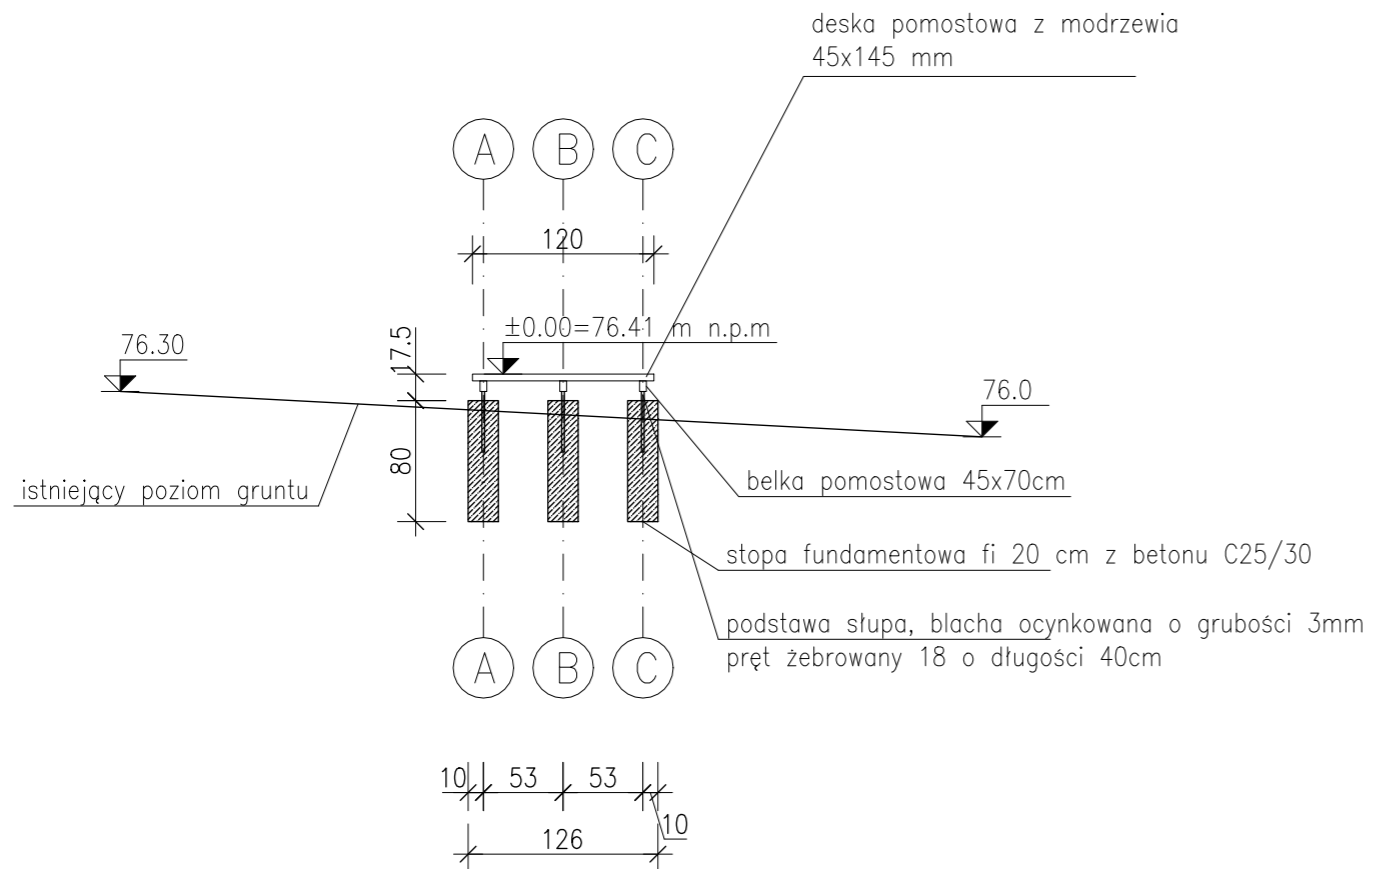 deska pomostowa z modrzewia
45x145 mm
A
B
C
120
±0.00=76.41 m n.p.m
76.30
17.5
76.0
80
istniejący poziom gruntu
belka pomostowa 45x70cm
stopa fundamentowa fi 20 cm z betonu C25/30
podstawa słupa, blacha ocynkowana o grubości 3mm
pręt żebrowany 18 o długości 40cm
A
B
C
10
53
53
10
126